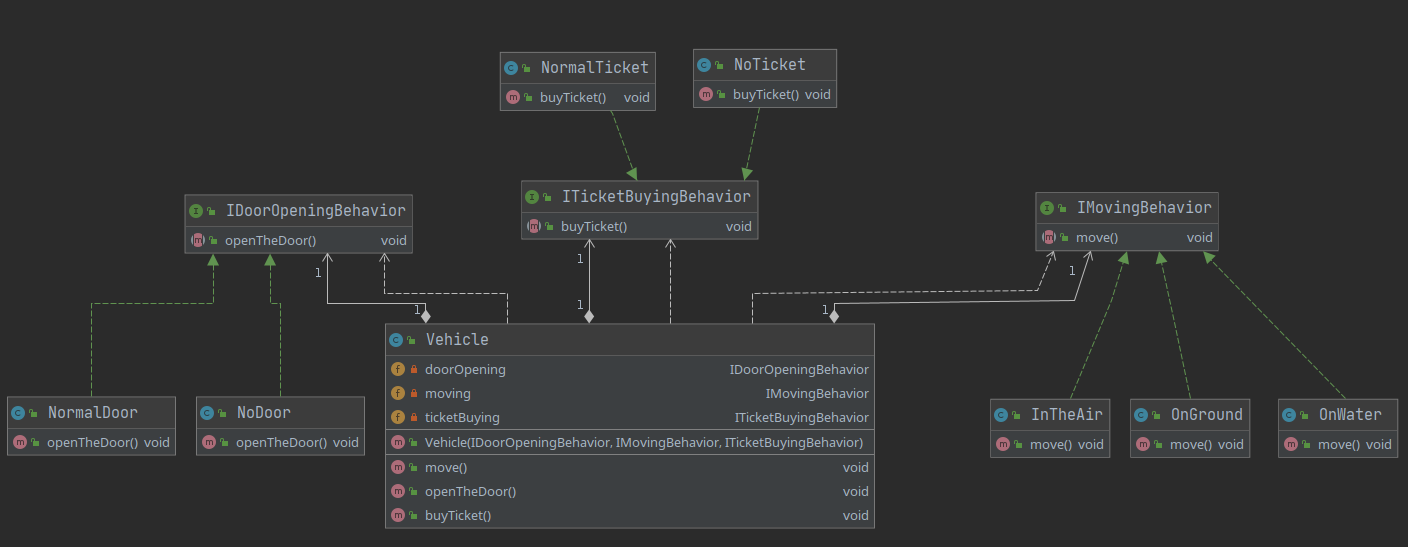 NormalTicket
buyTicket() void
NoTicket
buyTicket() void
IDoorOpeningBehavior
openTheDoor() void
ITicketBuyingBehavior
buyTicket() void
IMovingBehavior
move() void
1
1
1
1
1
1
Vehicle
doorOpening IDoorOpeningBehavior
moving IMovingBehavior
ticketBuying ITicketBuyingBehavior
Vehicle(IDoorOpeningBehavior, IMovingBehavior, ITicketBuyingBehavior)
move() void
openTheDoor() void
buyTicket() void
NormalDoor
openTheDoor() void
NoDoor
openTheDoor() void
InTheAir
move() void
OnGround
move() void
OnWater
move() void